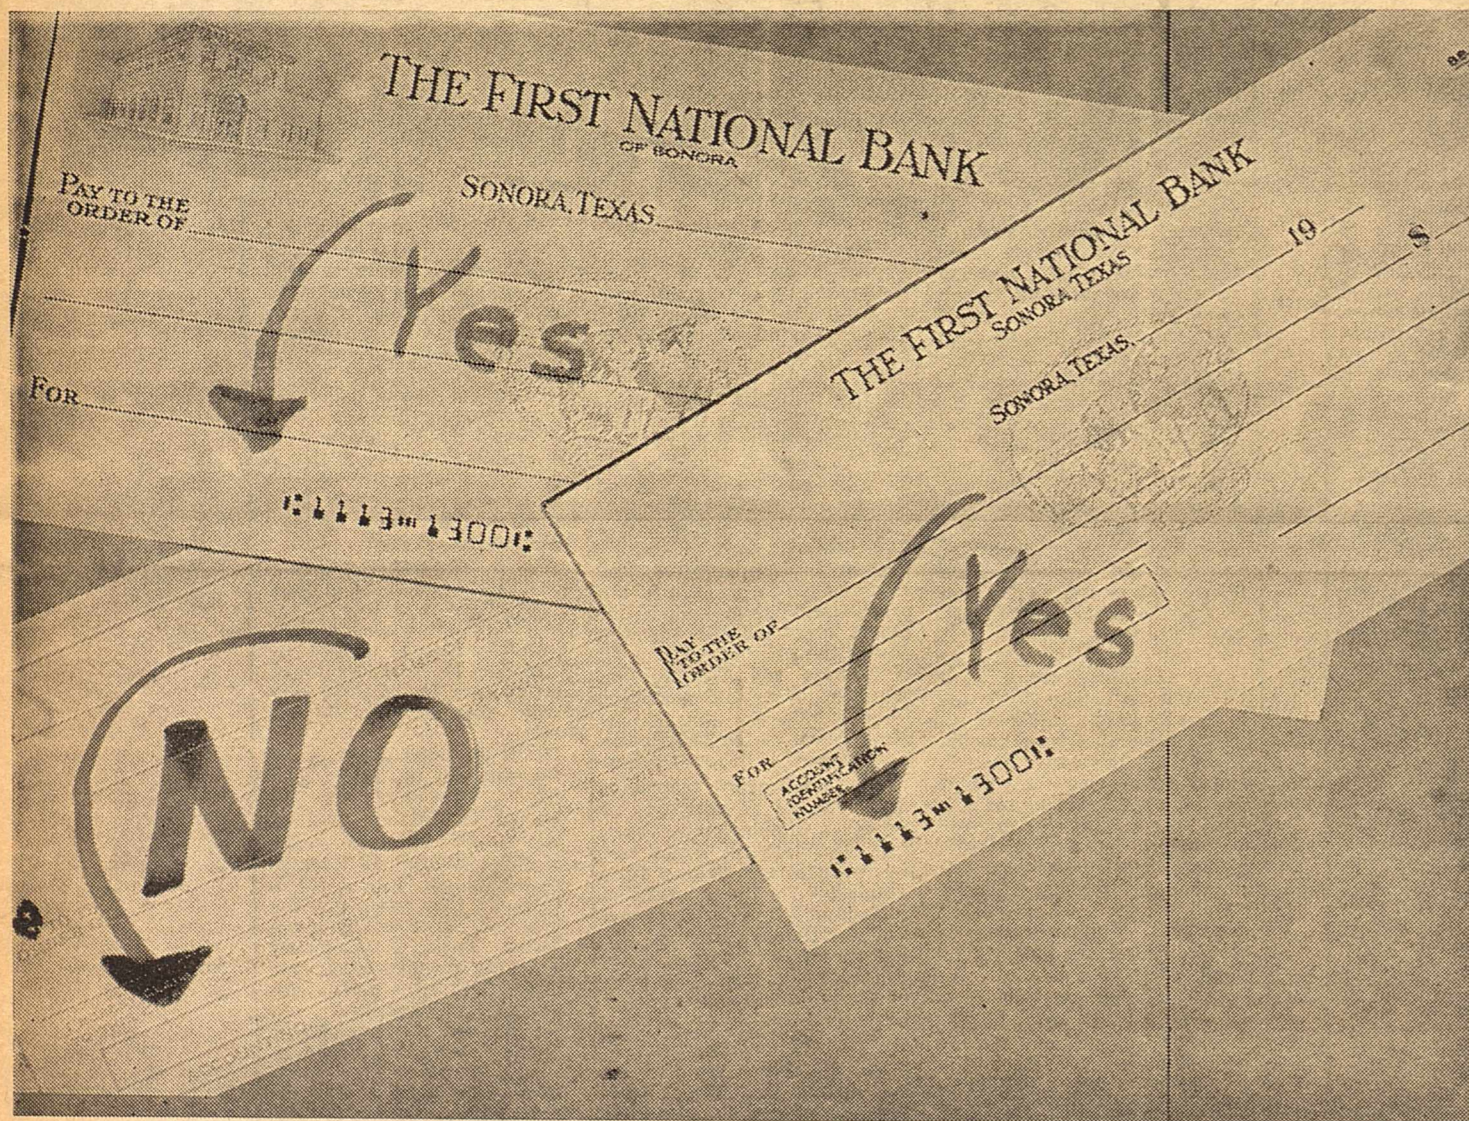 THE FIRST NATIONAL BANK
OF SONORA
SONORA, TEXAS
PAY TO THE
ORDER OF
Yes
FOR
⑆1113⑉1300⑆
THE FIRST NATIONAL BANK
SONORA TEXAS
SONORA, TEXAS
19
$
PAY
TO THE
ORDER OF
Yes
FOR
ACCOUNT
IDENTIFICATION
NUMBER
⑆1113⑉1300⑆
NO
ACCOUNT NO.